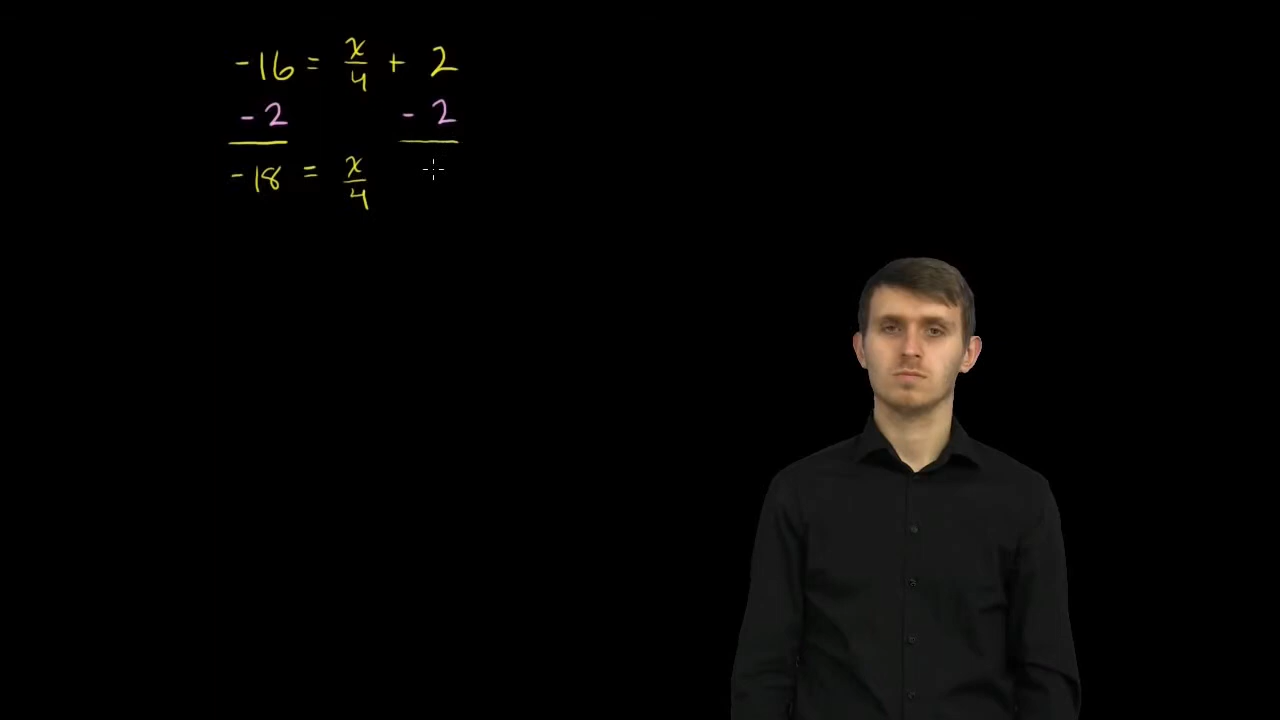 -16 = x/4 + 2
-2 - 2
-18 = x/4